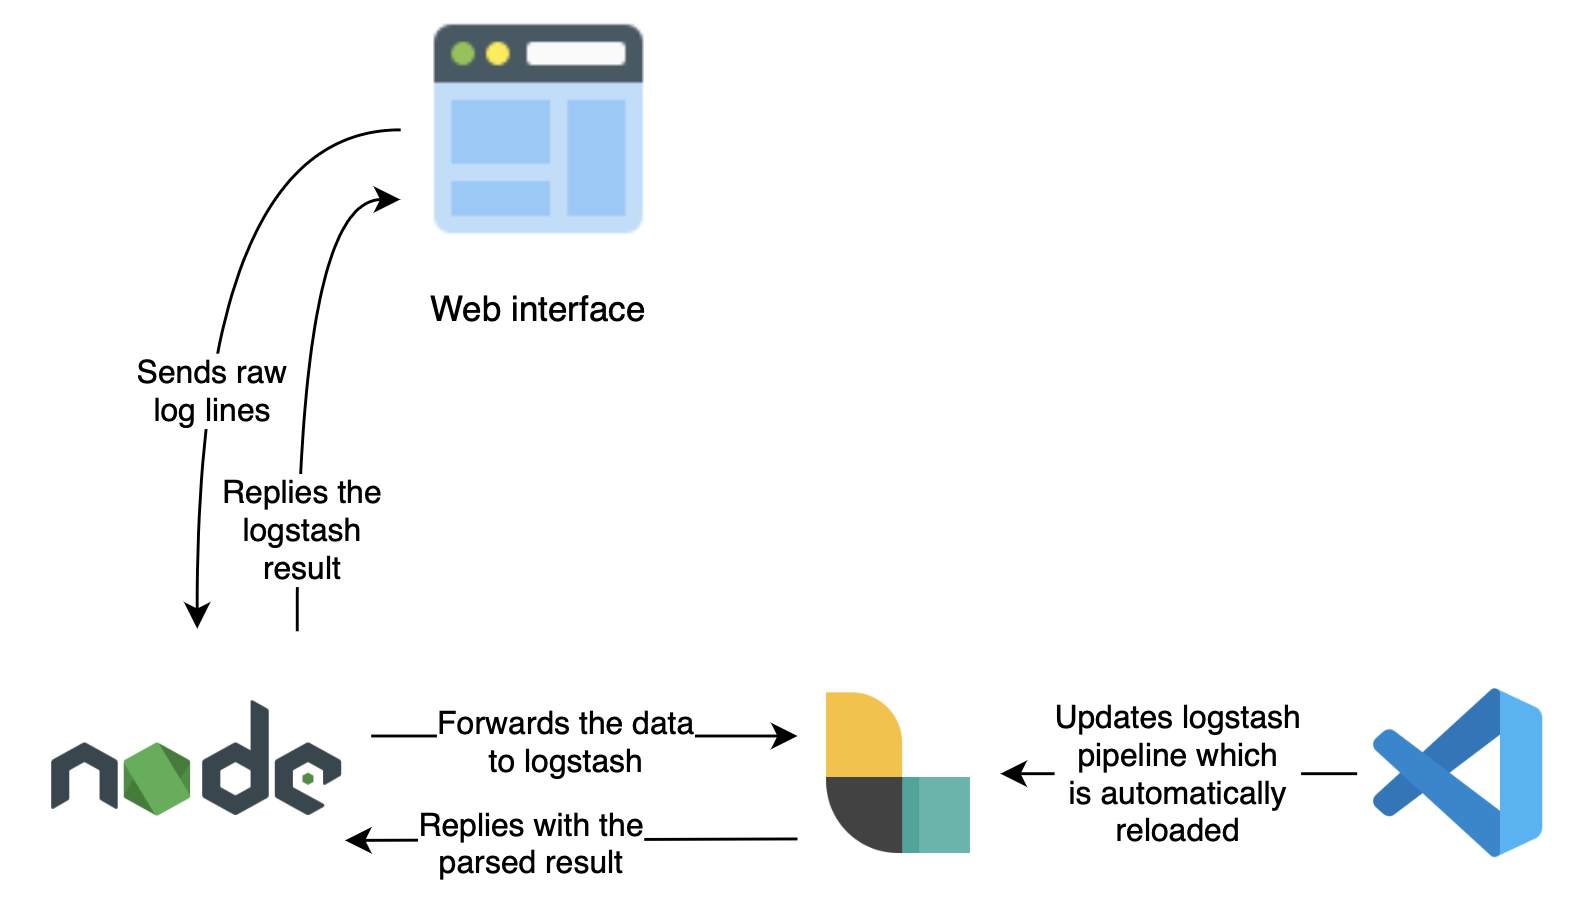 Web interface
Sends raw
log lines
Replies the
logstash
result
node
Forwards the data
to logstash
Replies with the
parsed result
Updates logstash
pipeline which
is automatically
reloaded